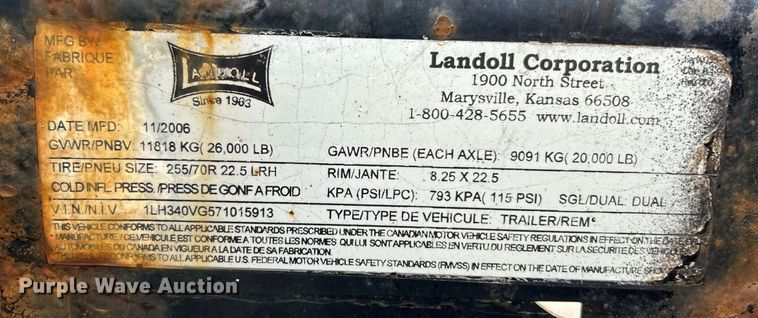 MFG BY/
FABRIQUE
PAR
LANDOLL
Since 1963
Landoll Corporation
1900 North Street
Marysville, Kansas 66508
1-800-428-5655 www.landoll.com
DATE MFD: 11/2006
GVWR/PNBV: 11818 KG( 26,000 LB) GAWR/PNBE (EACH AXLE): 9091 KG( 20,000 LB)
TIRE/PNEU SIZE: 255/70R 22.5 LRH RIM/JANTE: 8.25 X 22.5
COLD INFL. PRESS./PRESS DE GONF A FROID KPA (PSI/LPC): 793 KPA( 115 PSI) SGL/DUAL: DUAL
V.I.N./N.I.V. 1LH340VG571015913 TYPE/TYPE DE VEHICULE: TRAILER/REM
THIS VEHICLE CONFORMS TO ALL APPLICABLE STANDARDS PRESCRIBED UNDER THE CANADIAN MOTOR VEHICLE SAFETY REGULATIONS IN EFFECT ON THE DATE OF
MANUFACTURE / CE VEHICULE EST CONFORME A TOUTES LES NORMES QUI LUI SONT APPLICABLES EN VERTU DU REGLEMENT SUR LA SECURITE DES VEHICULES
AUTOMOBILES DU CANADA EN VIGUEUR A LA DATE DE SA FABRICATION.
THIS VEHICLE CONFORMS TO ALL APPLICABLE U.S. FEDERAL MOTOR VEHICLE SAFETY STANDARDS (FMVSS) IN EFFECT ON THE DATE OF MANUFACTURE
Purple Wave Auction